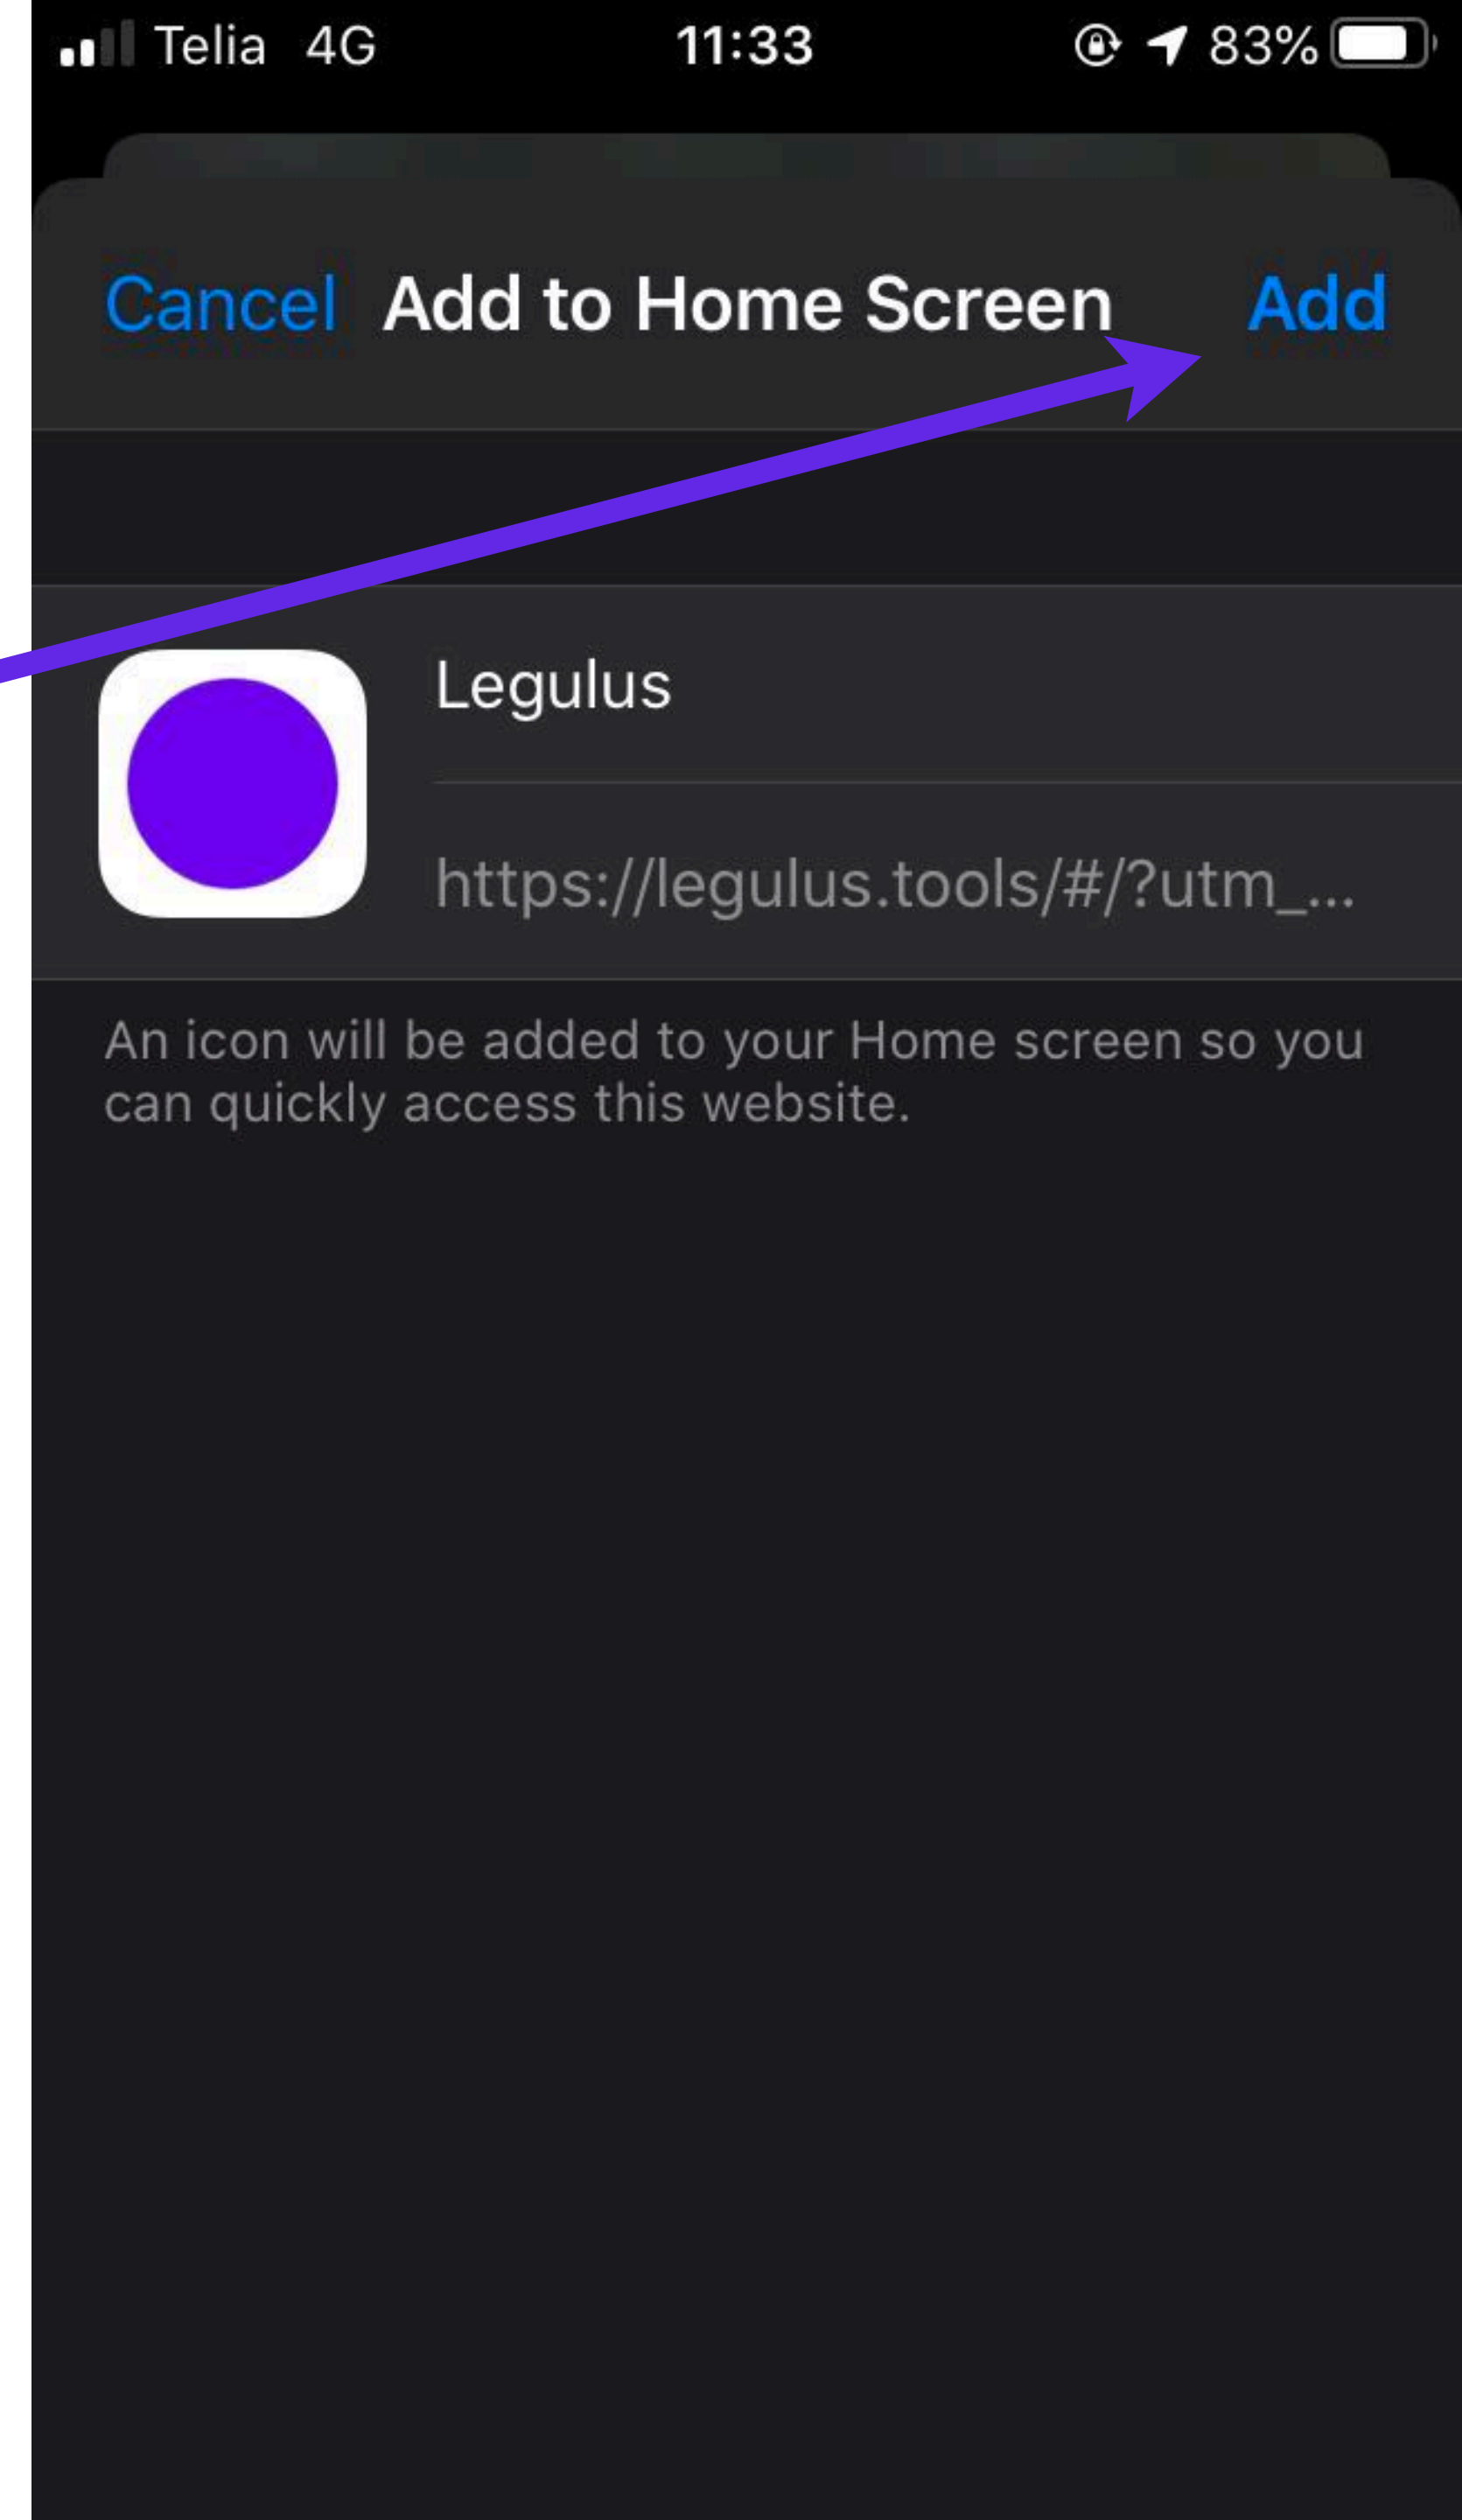 Telia 4G 11:33 83%
Cancel Add to Home Screen Add
Legulus
https://legulus.tools/#/?utm_...
An icon will be added to your Home screen so you
can quickly access this website.